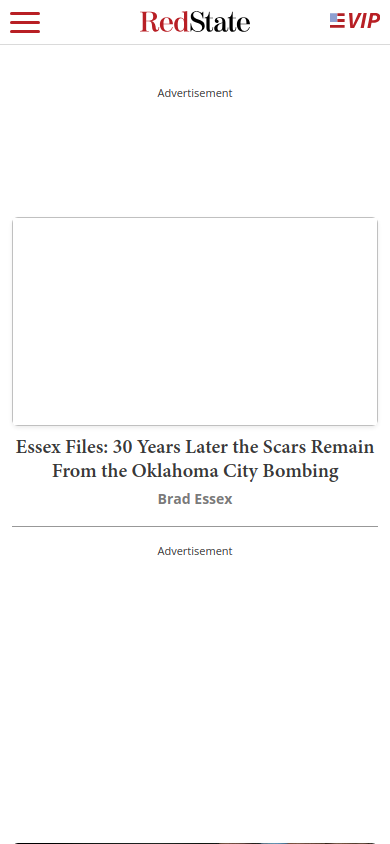 RedState
VIP
Advertisement
Essex Files: 30 Years Later the Scars Remain
From the Oklahoma City Bombing
Brad Essex
Advertisement